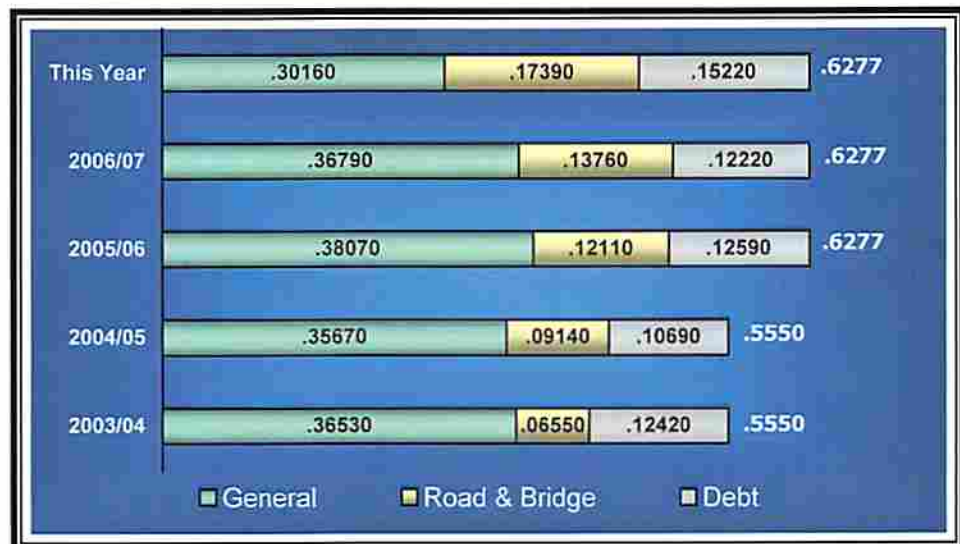 This Year .30160 .17390 .15220 .6277
2006/07 .36790 .13760 .12220 .6277
2005/06 .38070 .12110 .12590 .6277
2004/05 .35670 .09140 .10690 .5550
2003/04 .36530 .06550 .12420 .5550
General Road & Bridge Debt